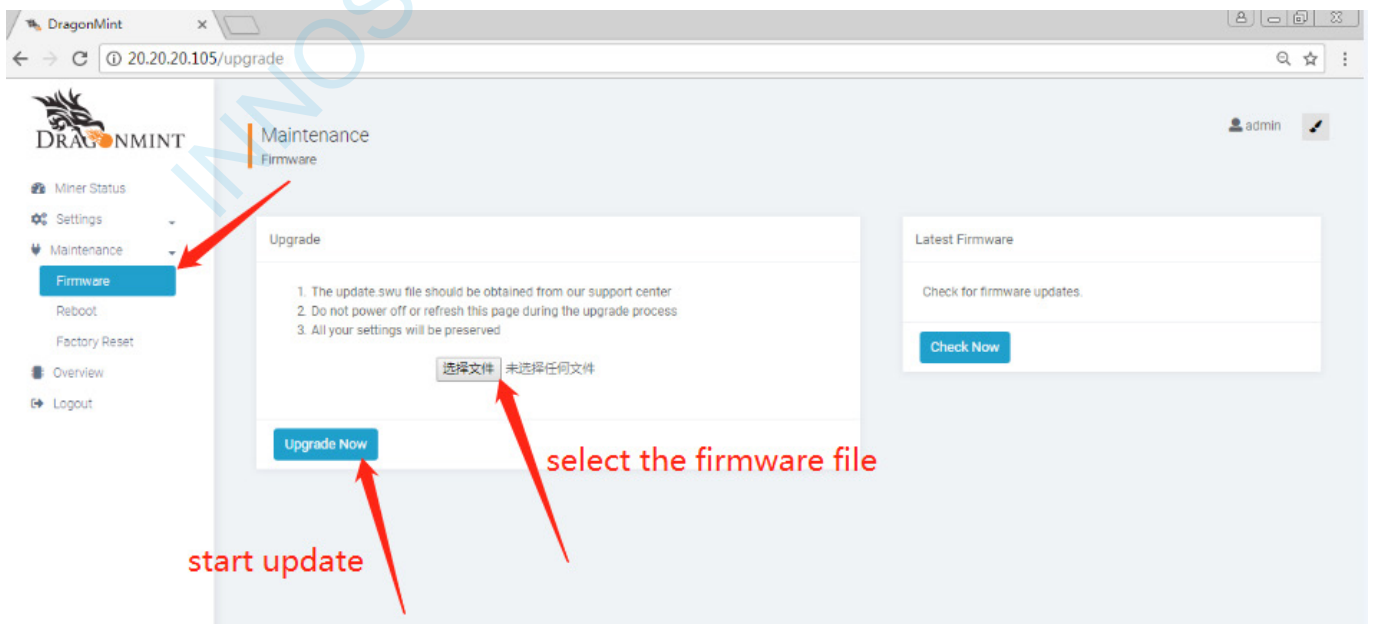 DragonMint
20.20.20.105/upgrade
DRAGONMINT
admin
Maintenance
Firmware
Miner Status
Settings
Maintenance
Firmware
Reboot
Factory Reset
Overview
Logout
Upgrade
1. The update.swu file should be obtained from our support center
2. Do not power off or refresh this page during the upgrade process
3. All your settings will be preserved
选择文件 未选择任何文件
Upgrade Now
Latest Firmware
Check for firmware updates.
Check Now
select the firmware file
start update
INNOS